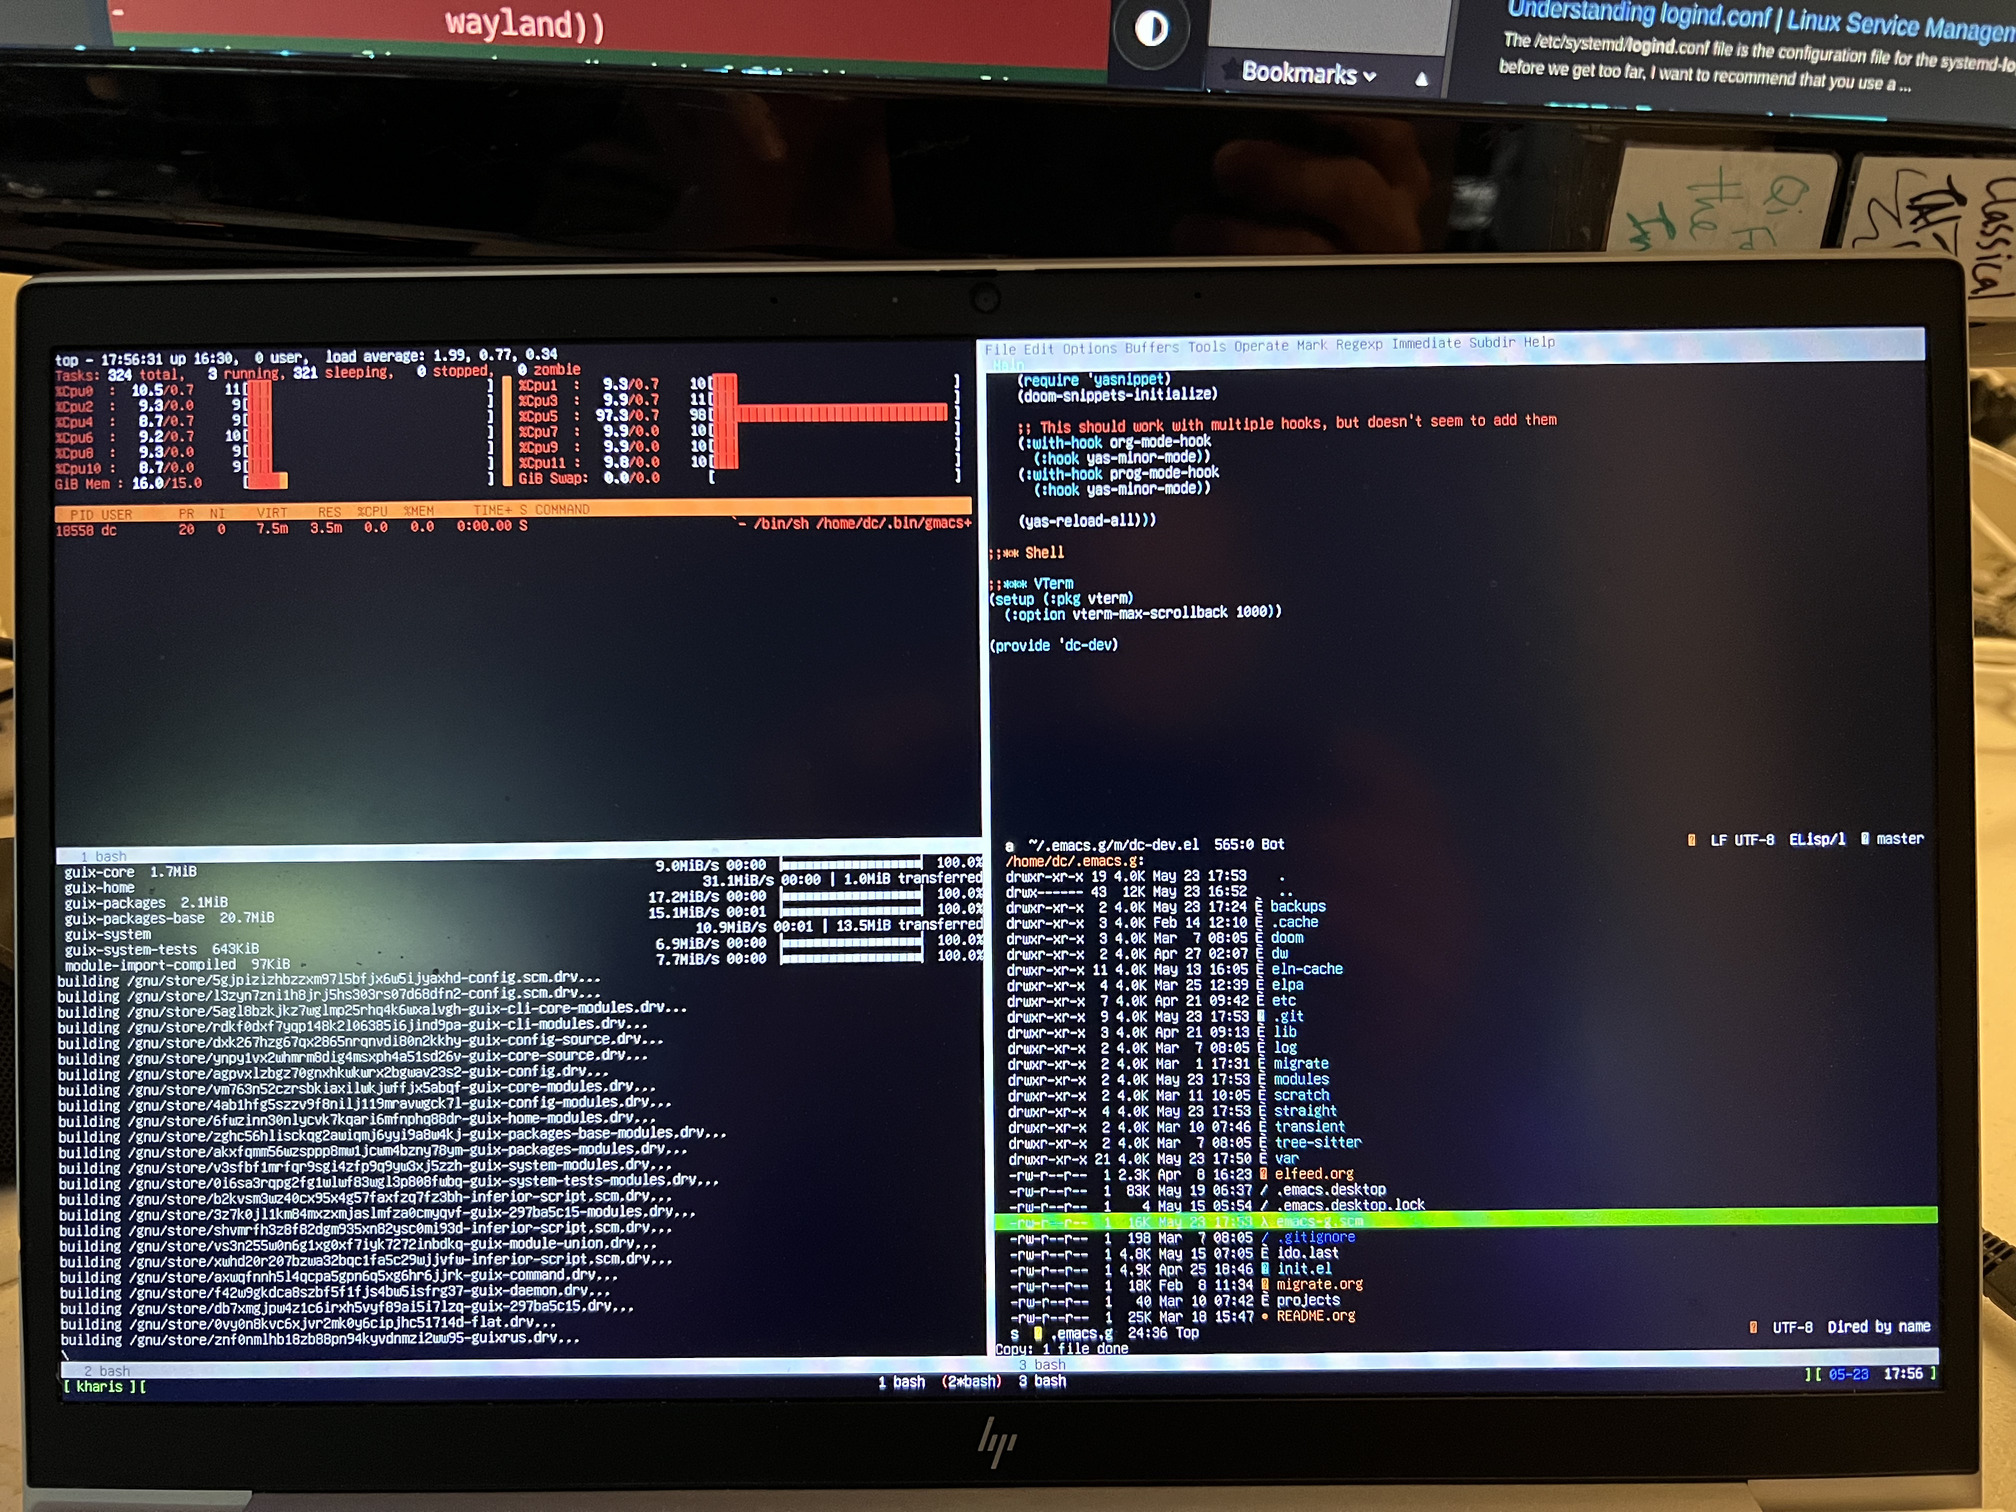 wayland))
Bookmarks
Understanding logind.conf | Linux Service Managem
The /etc/systemd/logind.conf file is the configuration file for the systemd-lo
before we get too far, I want to recommend that you use a ...
Qi
the
In
Classical
top - 17:56:31 up 16:30,  0 user,  load average: 1.99, 0.77, 0.34
Tasks: 324 total,   3 running, 321 sleeping,   0 stopped,   0 zombie
%Cpu0  :  10.5/0.7   11[   ]   %Cpu1  :   9.3/0.7   10[   ]
%Cpu2  :   9.3/0.0    9[   ]   %Cpu3  :   9.9/0.7   11[   ]
%Cpu4  :   8.7/0.7    9[   ]   %Cpu5  :  97.3/0.7   98[   ]
%Cpu6  :   9.2/0.7   10[   ]   %Cpu7  :   9.9/0.0   10[   ]
%Cpu8  :   9.3/0.0    9[   ]   %Cpu9  :   9.9/0.0   10[   ]
%Cpu10 :   8.7/0.0    9[   ]   %Cpu11 :   9.8/0.0   10[   ]
GiB Mem : 16.0/15.0   [   ]   GiB Swap:  0.0/0.0   [   ]
PID USER   PR  NI   VIRT   RES  %CPU  %MEM   TIME+ S COMMAND
18558 dc   20   0   7.5m   3.5m   0.0   0.0   0:00.00 S   `- /bin/sh /home/dc/.bin/gmacs+
1 bash
guix-core  1.7MiB   9.0MiB/s 00:00   100.0%
guix-home   31.1MiB/s 00:00 | 1.0MiB transferred
guix-packages  2.1MiB   17.2MiB/s 00:00   100.0%
guix-packages-base  20.7MiB   15.1MiB/s 00:01   100.0%
guix-system   10.9MiB/s 00:01 | 13.5MiB transferred
guix-system-tests  643KiB   6.9MiB/s 00:00   100.0%
module-import-compiled  97KiB   7.7MiB/s 00:00   100.0%
building /gnu/store/5gjpizizhbzzxm97l5bfjx6w5ijyaxhd-config.scm.drv...
building /gnu/store/l3zyn7zni1h8jrj5hs303rs07d68dfn2-config.scm.drv...
building /gnu/store/5agl8bzkjkz7wglmp25rhq4k6wxalvgh-guix-cli-core-modules.drv...
building /gnu/store/rdkf0dxf7yqp148k2l06385i6jind9pa-guix-cli-modules.drv...
building /gnu/store/dxk267hzg67qx2865nrqnvdi80n2kkhy-guix-config-source.drv...
building /gnu/store/ynpy1vx2whmrm8dig4msxph4a51sd26v-guix-core-source.drv...
building /gnu/store/agpvxlzbgz70gnxhkwkwrx2bgwav23s2-guix-config.drv...
building /gnu/store/vm763n52czrsbkiaxilwkjwffjx5abqf-guix-core-modules.drv...
building /gnu/store/4ab1hfg5szzv9f8nilj119mravwgck7l-guix-config-modules.drv...
building /gnu/store/6fwzinn30nlycvk7kqari6mfnphq88dr-guix-home-modules.drv...
building /gnu/store/zghc56hlisckqg2awiqmj6yyi9a8w4kj-guix-packages-base-modules.drv...
building /gnu/store/akxfqmm56wzsppp8mw1jcwm4bzny78ym-guix-packages-modules.drv...
building /gnu/store/v3sfbf1mrfqr9sgi4zfp9q9yw3xj5zzh-guix-system-modules.drv...
building /gnu/store/0i6sa3rqpg2fg1wlwf83wgl3p808fwbq-guix-system-tests-modules.drv...
building /gnu/store/b2kvsm3wz40cx95x4g57faxfzq7fz3bh-inferior-script.scm.drv...
building /gnu/store/3z7k0jl1km84mxzxmjaslmfza0cmyqvf-guix-297ba5c15-modules.drv...
building /gnu/store/shvmrfh3z8f82dgm935xn82ysc0mi93d-inferior-script.scm.drv...
building /gnu/store/vs3n255w0n6g1xg0xf7iyk7272inbdkq-guix-module-union.drv...
building /gnu/store/xwhd20r207bzwa32bqc1fa5c29wjjvfw-inferior-script.scm.drv...
building /gnu/store/axwqfnnh5l4qcpa5gpn6q5xg6hr6jjrk-guix-command.drv...
building /gnu/store/f42w9gkdca8szbf5f1fjs4bw5lsfrg37-guix-daemon.drv...
building /gnu/store/db7xmgjpw4z1c6irxh5vyf89ai5i7lzq-guix-297ba5c15.drv...
building /gnu/store/0vy0n8kvc6xjvr2mk0y6cipjhc51714d-flat.drv...
building /gnu/store/znf0nmlhb18zb88pn94kyvdnmzi2ww95-guixrus.drv...
\
2 bash
File Edit Options Buffers Tools Operate Mark Regexp Immediate Subdir Help
Help
(require 'yasnippet)
(doom-snippets-initialize)
;; This should work with multiple hooks, but doesn't seem to add them
(:with-hook org-mode-hook
(:hook yas-minor-mode))
(:with-hook prog-mode-hook
(:hook yas-minor-mode))
(yas-reload-all)))
;;** Shell
;;*** VTerm
(setup (:pkg vterm)
(:option vterm-max-scrollback 1000))
(provide 'dc-dev)
a  ~/.emacs.g/m/dc-dev.el  565:0 Bot   LF UTF-8  ELisp/l  master
/home/dc/.emacs.g:
drwxr-xr-x 19 4.0K May 23 17:53   .
drwx------ 43  12K May 23 16:52   ..
drwxr-xr-x  2 4.0K May 23 17:24 È backups
drwxr-xr-x  3 4.0K Feb 14 12:10 È .cache
drwxr-xr-x  3 4.0K Mar  7 08:05 È doom
drwxr-xr-x  2 4.0K Apr 27 02:07 È dw
drwxr-xr-x 11 4.0K May 13 16:05 È eln-cache
drwxr-xr-x  4 4.0K Mar 25 12:39 È elpa
drwxr-xr-x  7 4.0K Apr 21 09:42 È etc
drwxr-xr-x  9 4.0K May 23 17:53 .git
drwxr-xr-x  3 4.0K Apr 21 09:13 È lib
drwxr-xr-x  2 4.0K Mar  7 08:05 È log
drwxr-xr-x  2 4.0K Mar  1 17:31 È migrate
drwxr-xr-x  2 4.0K May 23 17:53 È modules
drwxr-xr-x  2 4.0K Mar 11 10:05 È scratch
drwxr-xr-x  4 4.0K May 23 17:53 È straight
drwxr-xr-x  2 4.0K Mar 10 07:46 È transient
drwxr-xr-x  2 4.0K Mar  7 08:05 È tree-sitter
drwxr-xr-x 21 4.0K May 23 17:50 È var
-rw-r--r--  1 2.3K Apr  8 16:23 elfeed.org
-rw-r--r--  1  83K May 19 06:37 / .emacs.desktop
-rw-r--r--  1    4 May 15 05:54 / .emacs.desktop.lock
-rw-r--r--  1  16K May 23 17:53 λ emacs-g.scm
-rw-r--r--  1  198 Mar  7 08:05 / .gitignore
-rw-r--r--  1 4.8K May 15 07:05 È ido.last
-rw-r--r--  1 4.9K Apr 25 18:46 init.el
-rw-r--r--  1  18K Feb  8 11:34 migrate.org
-rw-r--r--  1   40 Mar 10 07:42 È projects
-rw-r--r--  1  25K Mar 18 15:47 • README.org
s  .emacs.g  24:36 Top   UTF-8  Dired by name
Copy: 1 file done
3 bash
[ kharis ][   1 bash  (2*bash)  3 bash   ][ 05-23  17:56 ]
hp